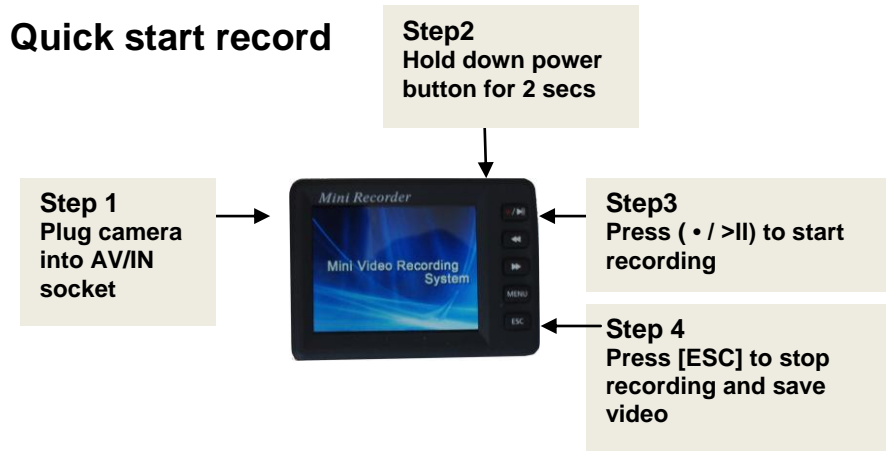 Quick start record
Step2
Hold down power
button for 2 secs
Step 1
Plug camera
into AV/IN
socket
Mini Recorder
Mini Video Recording
System
●/►II
◄◄
►►
MENU
ESC
Step3
Press ( • / >II) to start
recording
Step 4
Press [ESC] to stop
recording and save
video